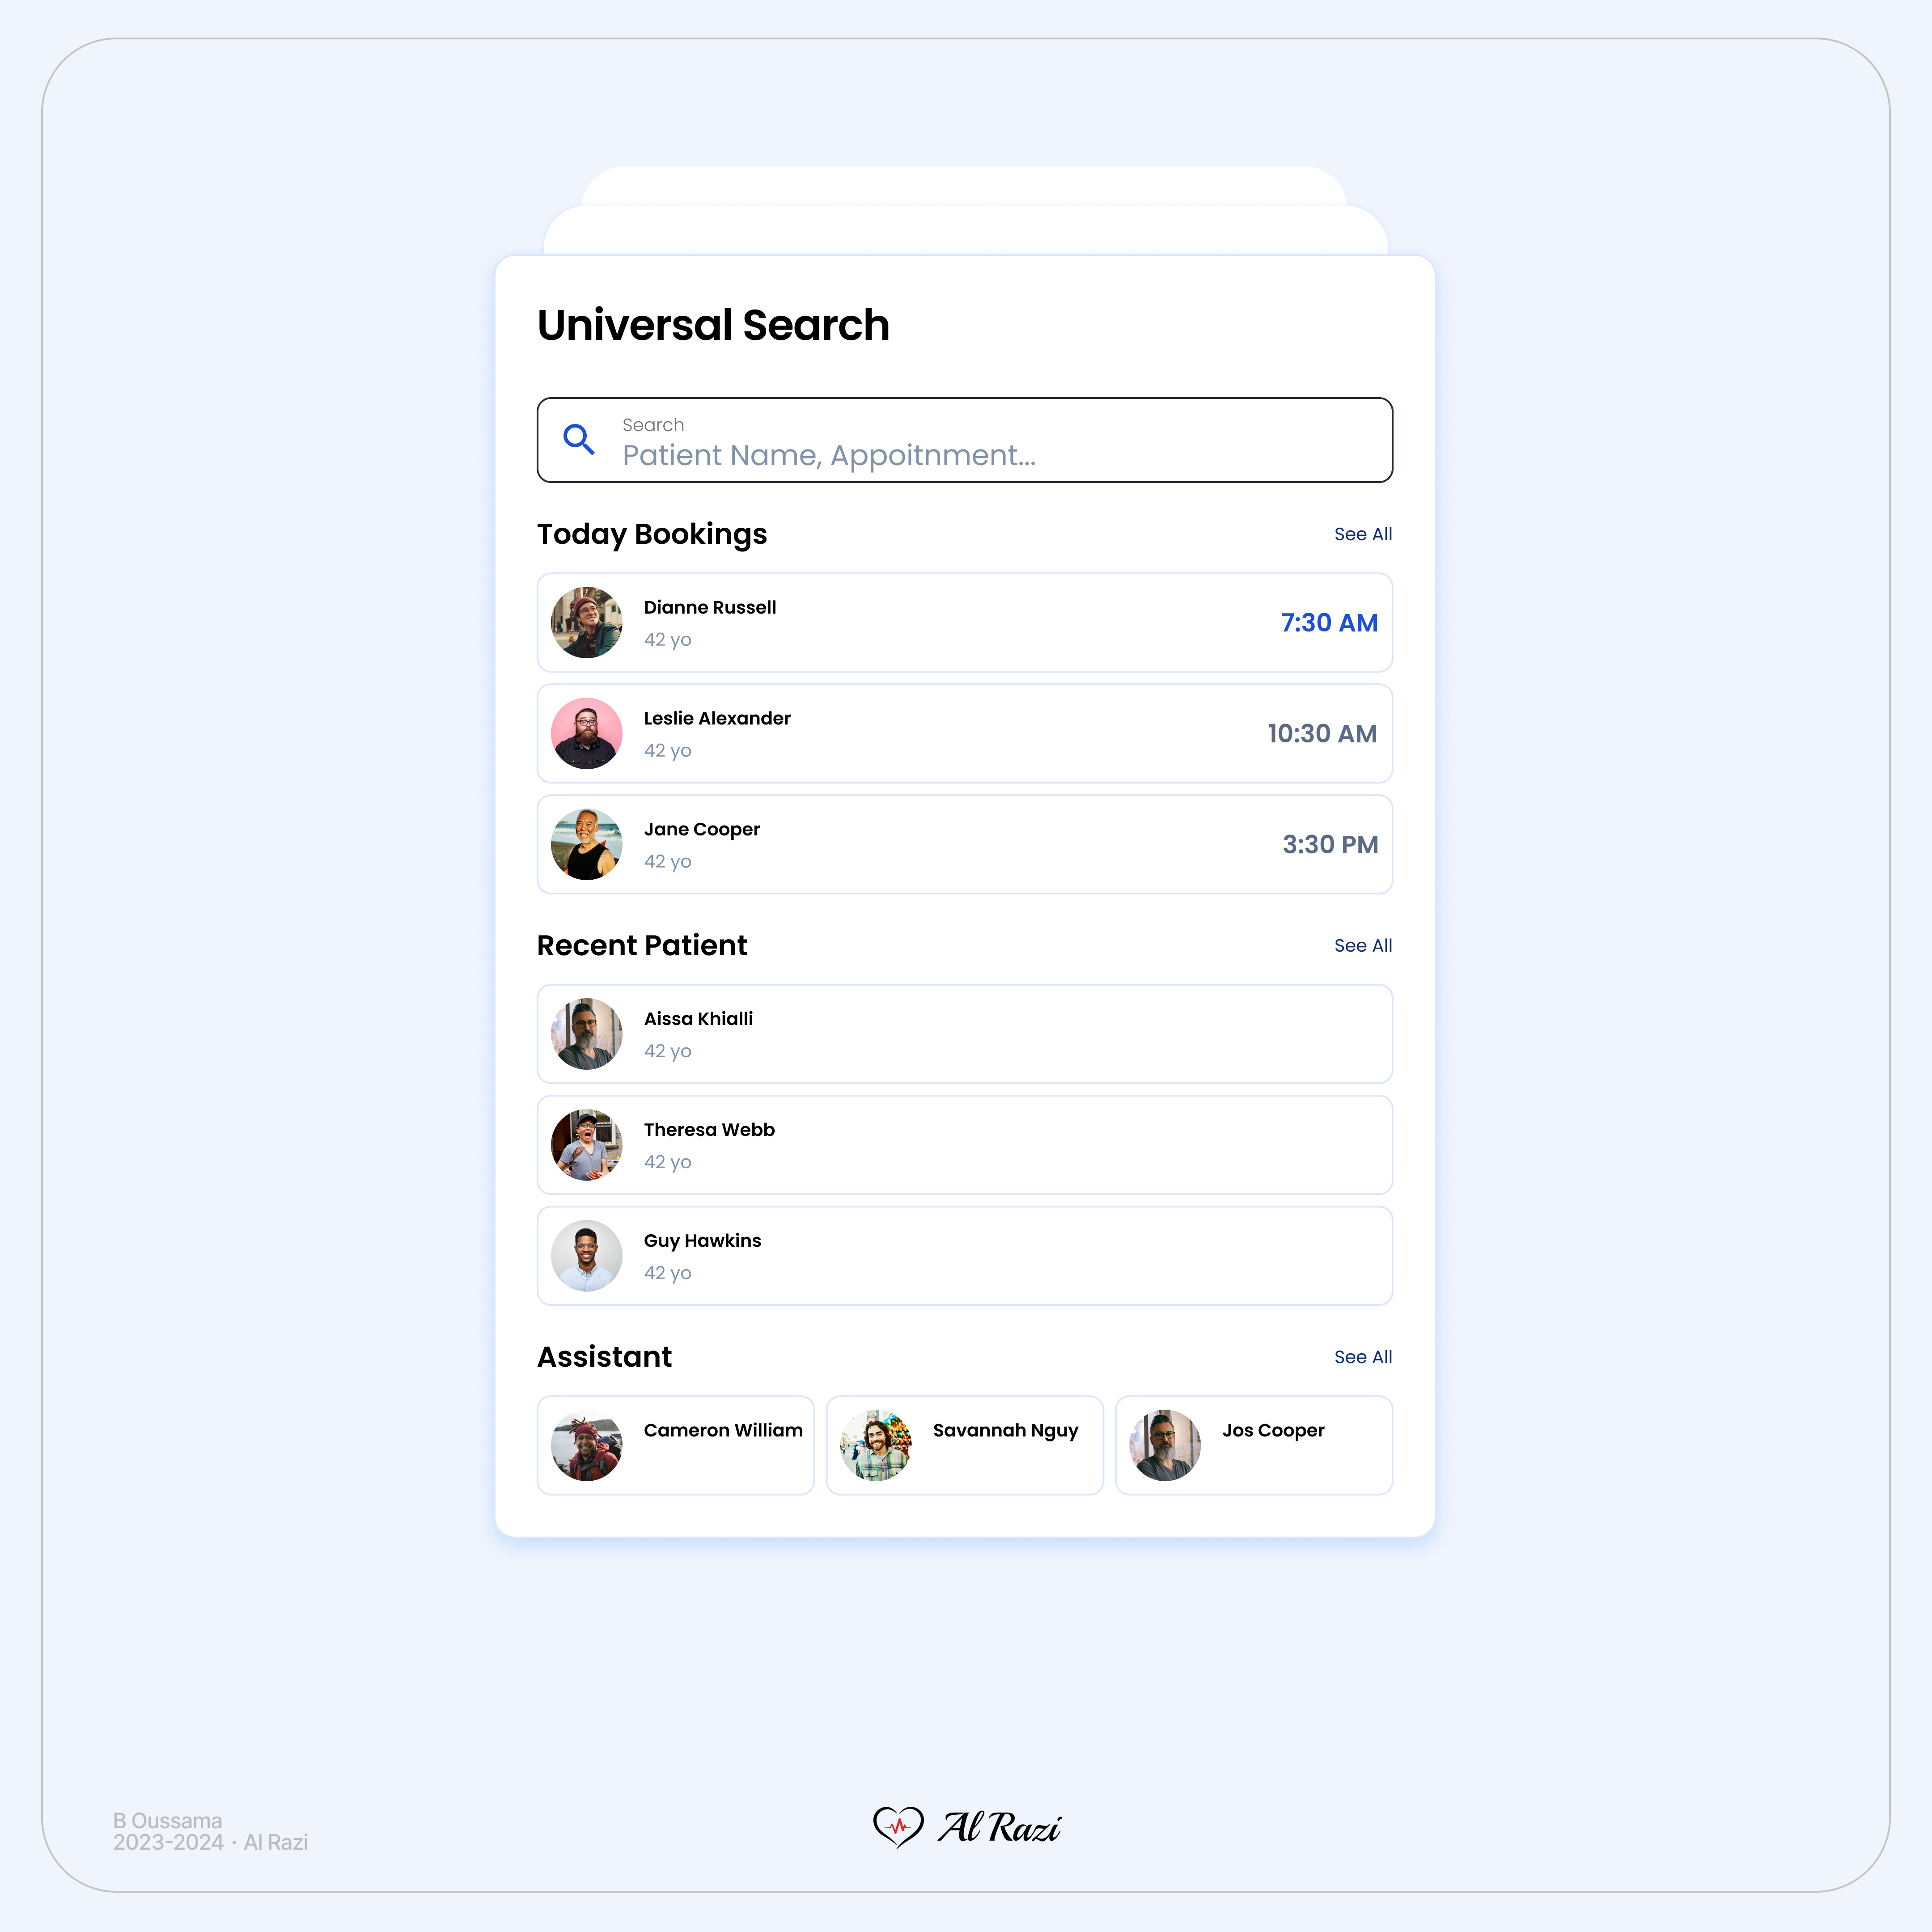 Universal Search
Search
Patient Name, Appoitnment...
Today Bookings
See All
Dianne Russell
42 yo
7:30 AM
Leslie Alexander
42 yo
10:30 AM
Jane Cooper
42 yo
3:30 PM
Recent Patient
See All
Aissa Khialli
42 yo
Theresa Webb
42 yo
Guy Hawkins
42 yo
Assistant
See All
Cameron William
Savannah Nguy
Jos Cooper
B Oussama
2023-2024 • Al Razi
Al Razi